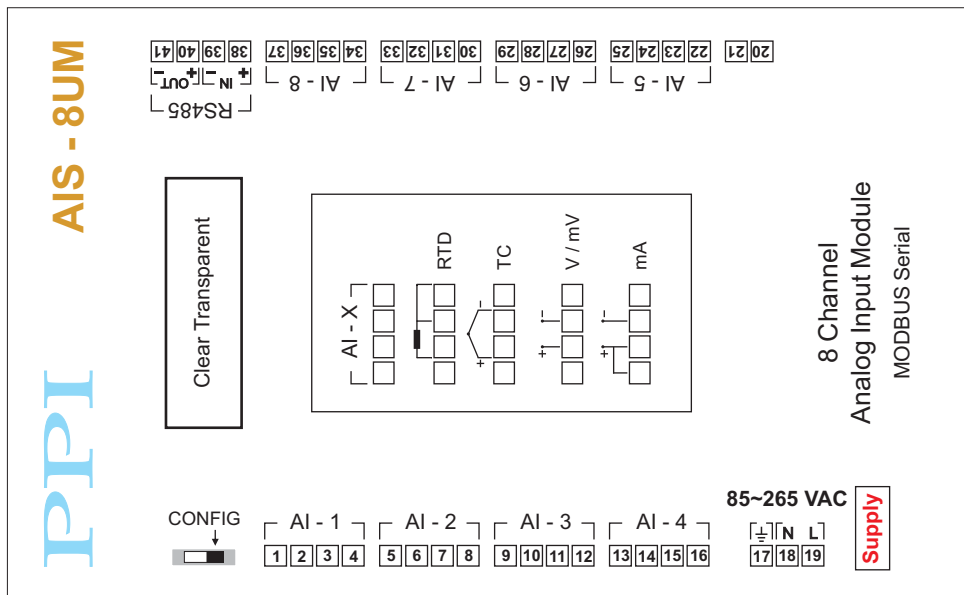 41 40 39 38 37 36 35 34 33 32 31 30 29 28 27 26 25 24 23 22 21 20
- OUT + - IN + AI - 8 AI - 7 AI - 6 AI - 5
RS485
AIS - 8UM
PPI
Clear Transparent
AI - X
RTD
TC
+ -
V / mV
+ -
mA
+ -
8 Channel
Analog Input Module
MODBUS Serial
85~265 VAC
CONFIG AI - 1 AI - 2 AI - 3 AI - 4 N L
1 2 3 4 5 6 7 8 9 10 11 12 13 14 15 16 17 18 19
Supply